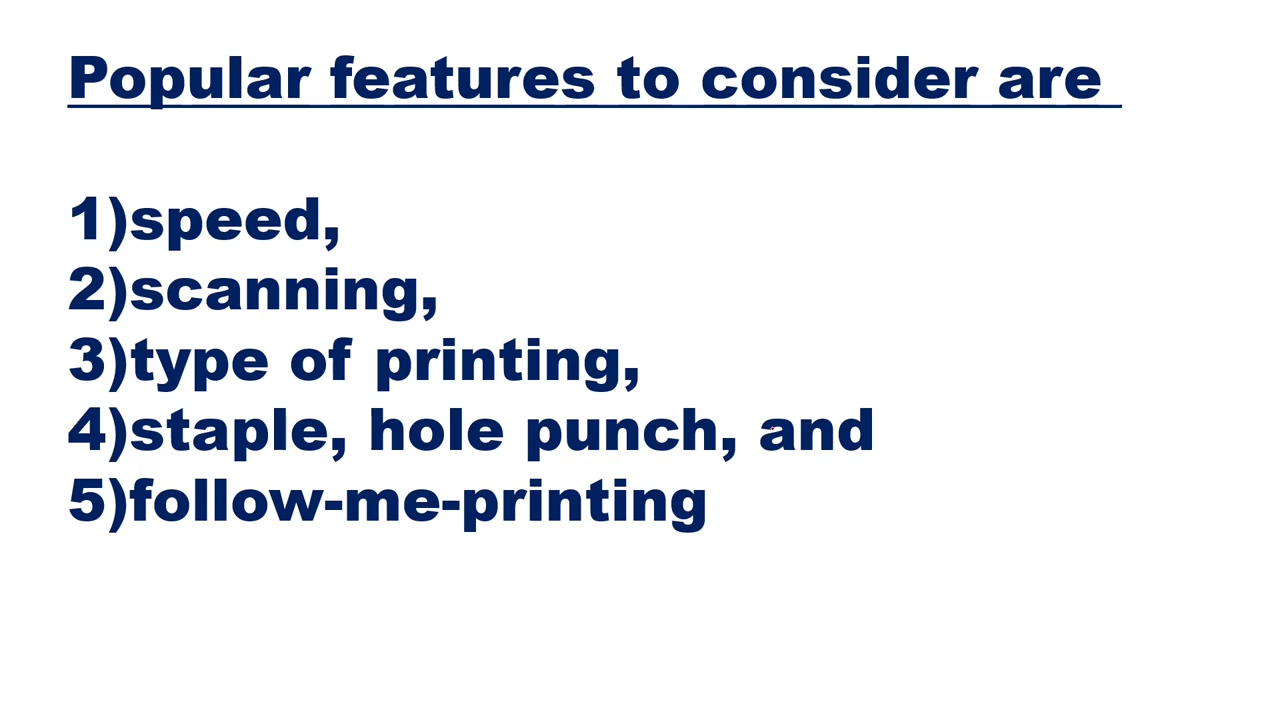 Popular features to consider are
1)speed,
2)scanning,
3)type of printing,
4)staple, hole punch, and
5)follow-me-printing